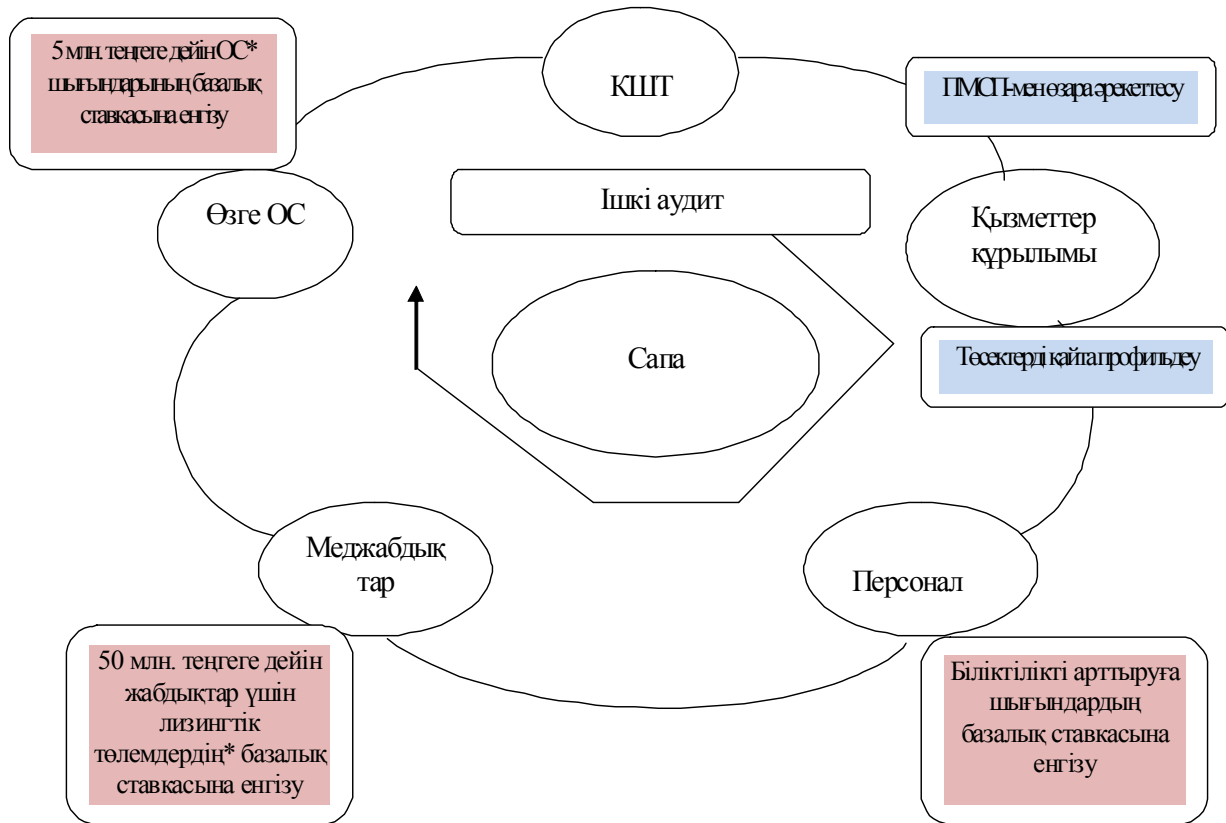 5 млн. теңгеге дейін ОС*
шығындарының базалық
ставкасына енгізу
КШТ
ПМСП-мен өзара әрекеттесу
Өзге ОС
Ішкі аудит
Қызметтер
құрылымы
Сапа
Төсектерді қайта профильдеу
Меджабдық
тар
Персонал
50 млн. теңгеге дейін
жабдықтар үшін
лизингтік
төлемдердің* базалық
ставкасына енгізу
Біліктілікті арттыруға
шығындардың
базалық ставкасына
енгізу